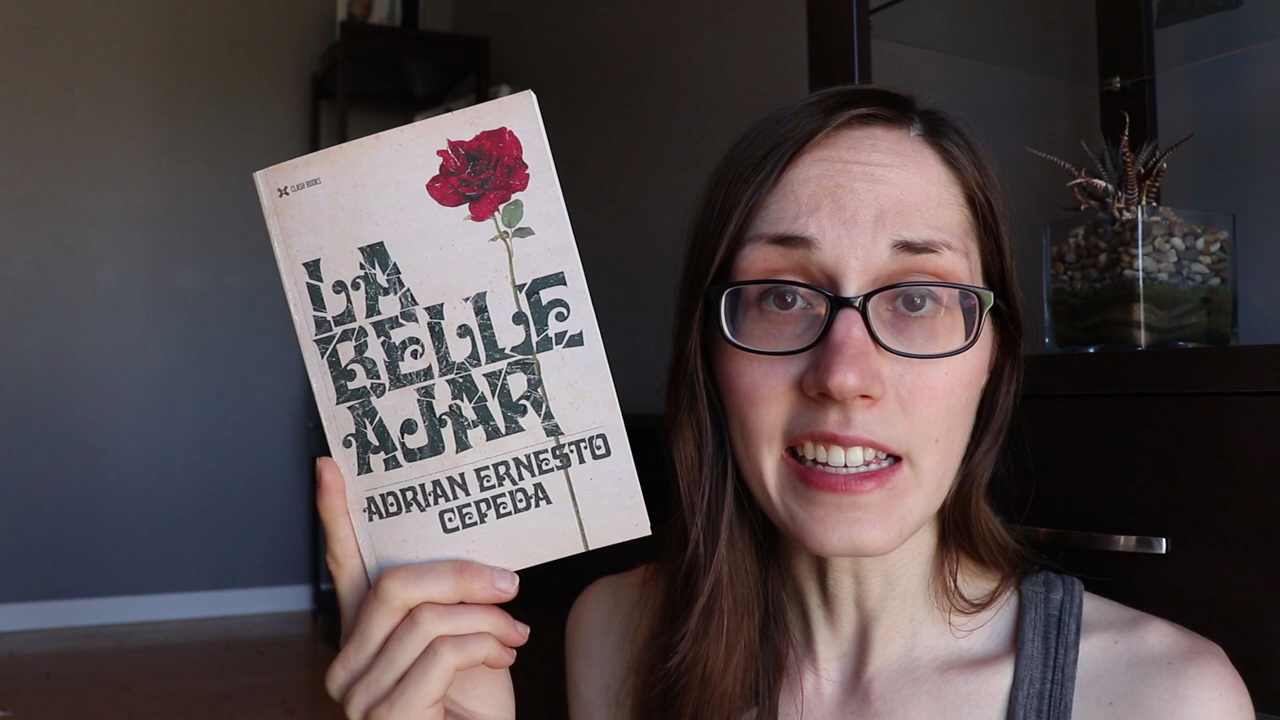 CLASH BOOKS
LA
BELLE
AJAR
ADRIAN ERNESTO
CEPEDA